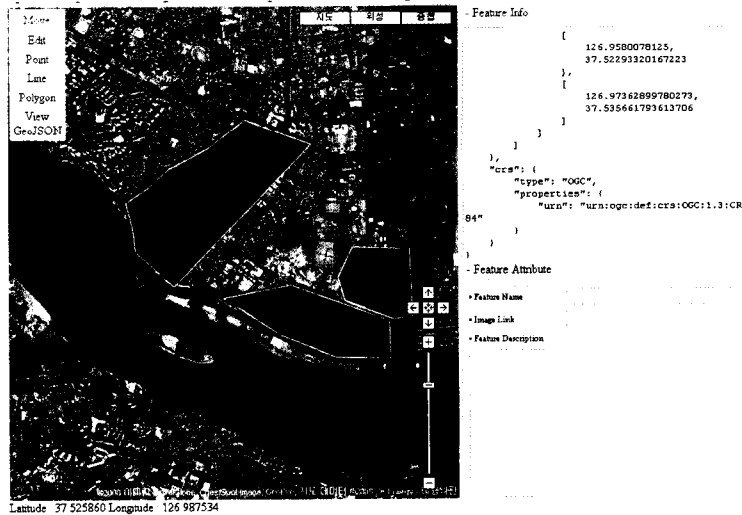 Move
Edit
Point
Line
Polygon
View
GeoJSON
지도
위성
중첩
Latitude 37 525860 Longitude 126 987534
- Feature Info
[
126.9580078125,
37.52293320167223
],
[
126.97362899780273,
37.535661793613706
]
]
]
},
"crs": {
"type": "OGC",
"properties": {
"urn": "urn:ogc:def:crs:OGC:1.3:CR
84"
}
}
}
- Feature Attribute
• Feature Name
• Image Link
• Feature Description